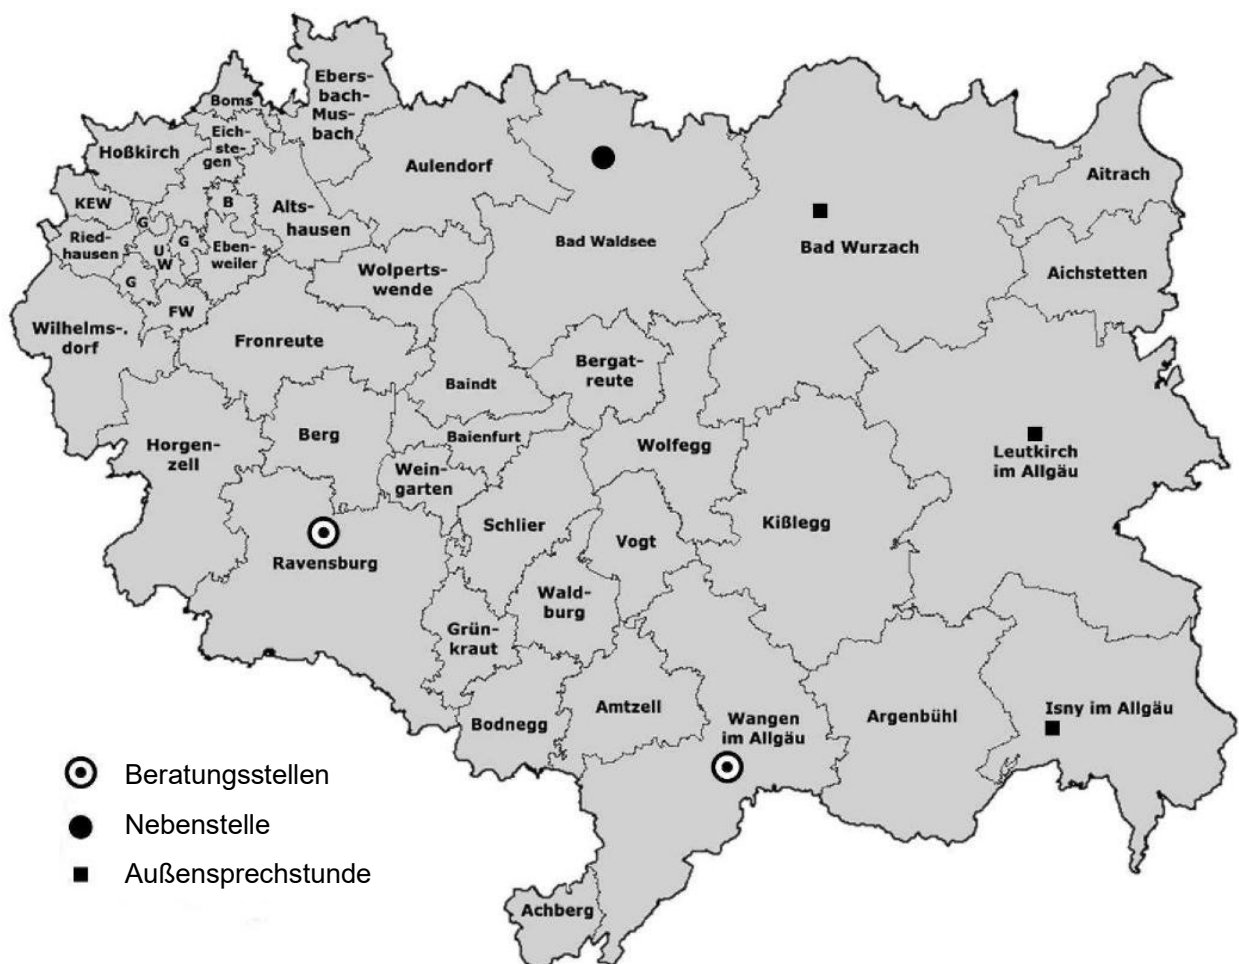 Ebers-
bach-
Mus-
bach
Boms
Eich-
ste-
gen
Hoßkirch
Aulendorf
Aitrach
KEW
B
Alts-
hausen
G
Ried-
hausen
U
W
G
Eben-
weiler
Bad Waldsee
Bad Wurzach
Aichstetten
Wolperts-
wende
G
FW
Wilhelms-
dorf
Fronreute
Bergat-
reute
Baindt
Berg
Baienfurt
Wolfegg
Horgen-
zell
Leutkirch
im Allgäu
Wein-
garten
Schlier
Kißlegg
Vogt
Ravensburg
Wald-
burg
Grün-
kraut
Amtzell
Bodnegg
Wangen
im Allgäu
Argenbühl
Isny im Allgäu
Achberg
Beratungsstellen
Nebenstelle
Außensprechstunde